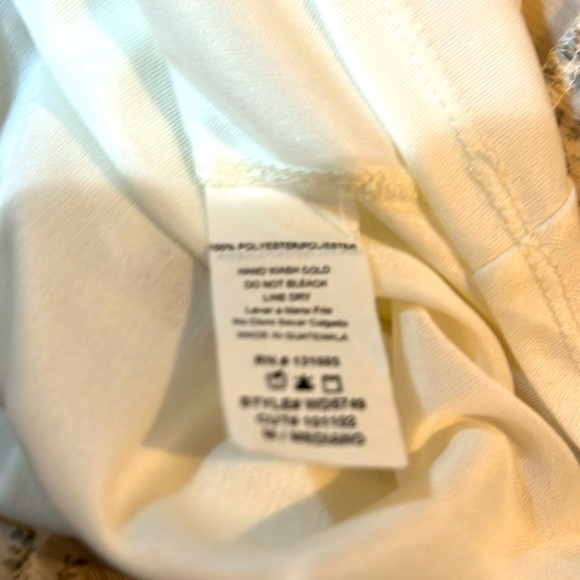 100% POLYESTER/POLIESTER
HAND WASH COLD
DO NOT BLEACH
LINE DRY
Lavar a Mano Fria
No Cloro Secar Colgado
MADE IN GUATEMALA
RN # 131685
STYLE# WD5749
CUT# 101102
M / MEDIANO